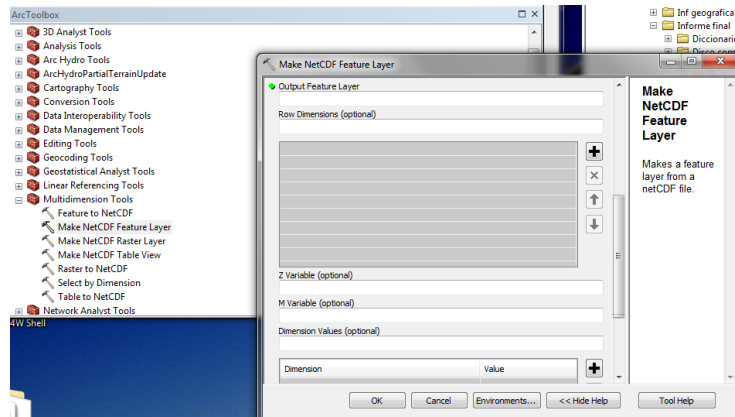 ArcToolbox
3D Analyst Tools
Analysis Tools
Arc Hydro Tools
ArcHydroPartialTerrainUpdate
Cartography Tools
Conversion Tools
Data Interoperability Tools
Data Management Tools
Editing Tools
Geocoding Tools
Geostatistical Analyst Tools
Linear Referencing Tools
Multidimension Tools
Feature to NetCDF
Make NetCDF Feature Layer
Make NetCDF Raster Layer
Make NetCDF Table View
Raster to NetCDF
Select by Dimension
Table to NetCDF
Network Analyst Tools
4W Shell
Inf geografica
Informe final
Diccionario
Make NetCDF Feature Layer
Output Feature Layer
Row Dimensions (optional)
Z Variable (optional)
M Variable (optional)
Dimension Values (optional)
Dimension Value
OK Cancel Environments... << Hide Help Tool Help
Make
NetCDF
Feature
Layer
Makes a feature
layer from a
netCDF file.